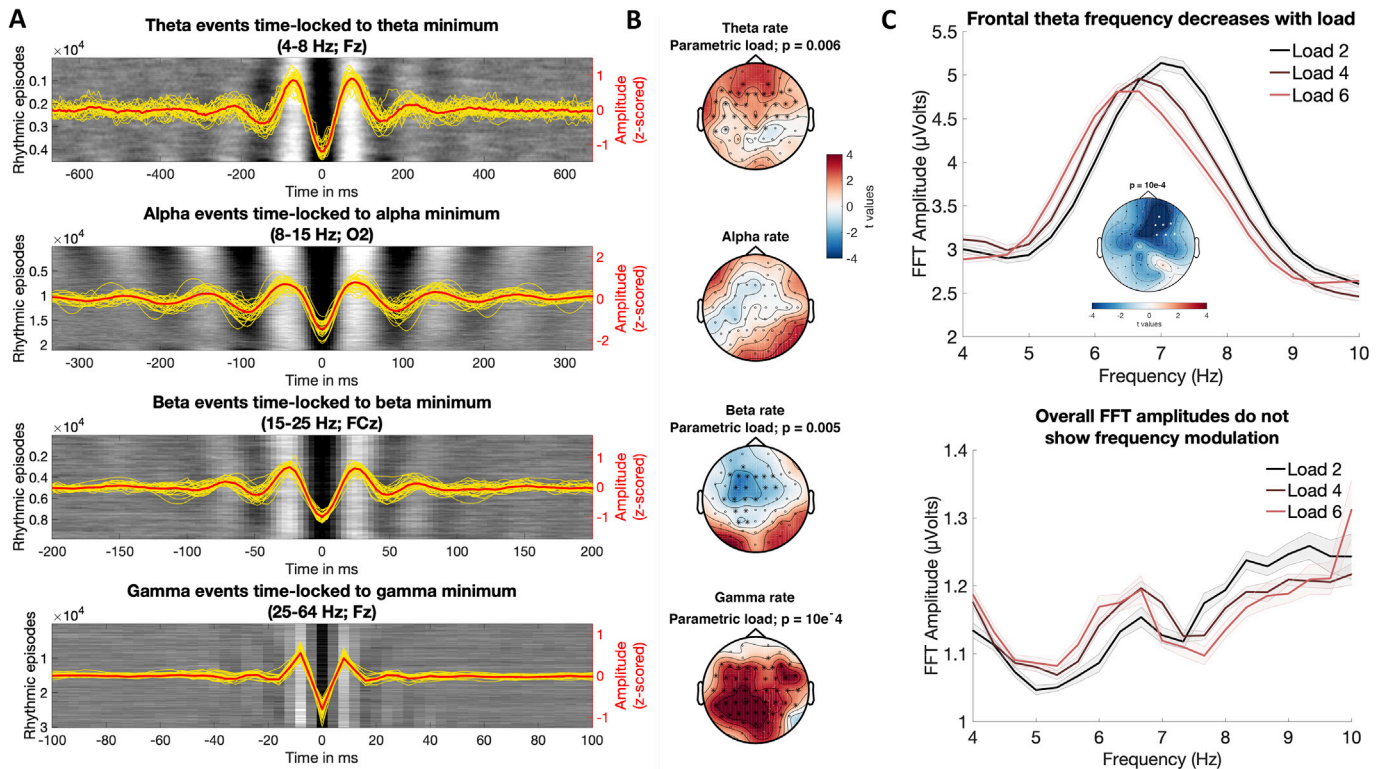 A
Theta events time-locked to theta minimum
(4-8 Hz; Fz)
×10⁴
Rhythmic episodes
0.1
0.2
0.3
0.4
1
0
-1
Amplitude
(z-scored)
-600 -400 -200 0 200 400 600
Time in ms
Alpha events time-locked to alpha minimum
(8-15 Hz; O2)
×10⁴
Rhythmic episodes
0.5
1
1.5
2
2
0
-2
Amplitude
(z-scored)
-300 -200 -100 0 100 200 300
Time in ms
Beta events time-locked to beta minimum
(15-25 Hz; FCz)
×10⁴
Rhythmic episodes
0.2
0.4
0.6
0.8
1
0
-1
Amplitude
(z-scored)
-200 -150 -100 -50 0 50 100 150 200
Time in ms
Gamma events time-locked to gamma minimum
(25-64 Hz; Fz)
×10⁴
Rhythmic episodes
1
2
3
1
0
-1
Amplitude
(z-scored)
-100 -80 -60 -40 -20 0 20 40 60 80 100
Time in ms
B
Theta rate
Parametric load; p = 0.006
4
2
0
-2
-4
t values
Alpha rate
Beta rate
Parametric load; p = 0.005
Gamma rate
Parametric load; p = 10e⁻4
C
Frontal theta frequency decreases with load
5.5
5
4.5
4
3.5
3
2.5
2
FFT Amplitude (µVolts)
Load 2
Load 4
Load 6
p = 10e-4
-4 -2 0 2 4
t values
4 5 6 7 8 9 10
Frequency (Hz)
Overall FFT amplitudes do not
show frequency modulation
1.4
1.3
1.2
1.1
1
FFT Amplitude (µVolts)
Load 2
Load 4
Load 6
4 5 6 7 8 9 10
Frequency (Hz)